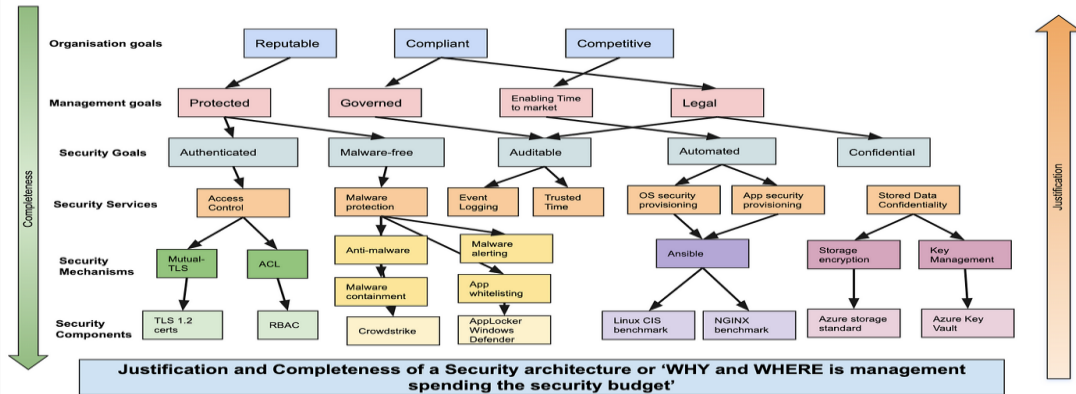 Organisation goals
Reputable
Compliant
Competitive
Management goals
Protected
Governed
Enabling Time
to market
Legal
Security Goals
Authenticated
Malware-free
Auditable
Automated
Confidential
Completeness
Justification
Security Services
Access
Control
Malware
protection
Event
Logging
Trusted
Time
OS security
provisioning
App security
provisioning
Stored Data
Confidentiality
Security
Mechanisms
Mutual-
TLS
ACL
Anti-malware
Malware
alerting
Ansible
Storage
encryption
Key
Management
Malware
containment
App
whitelisting
Security
Components
TLS 1.2
certs
RBAC
Crowdstrike
AppLocker
Windows
Defender
Linux CIS
benchmark
NGINX
benchmark
Azure storage
standard
Azure Key
Vault
Justification and Completeness of a Security architecture or ‘WHY and WHERE is management
spending the security budget’